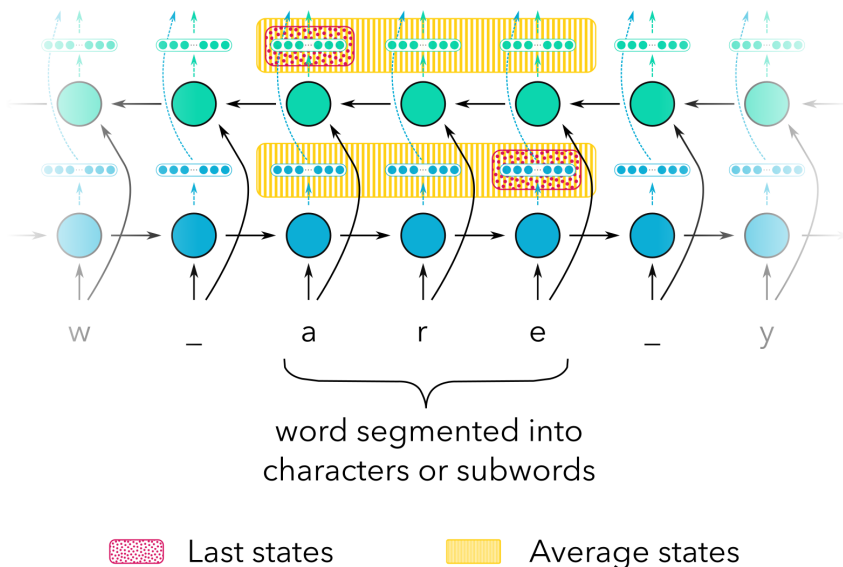 w _ a r e _ y
word segmented into
characters or subwords
Last states Average states